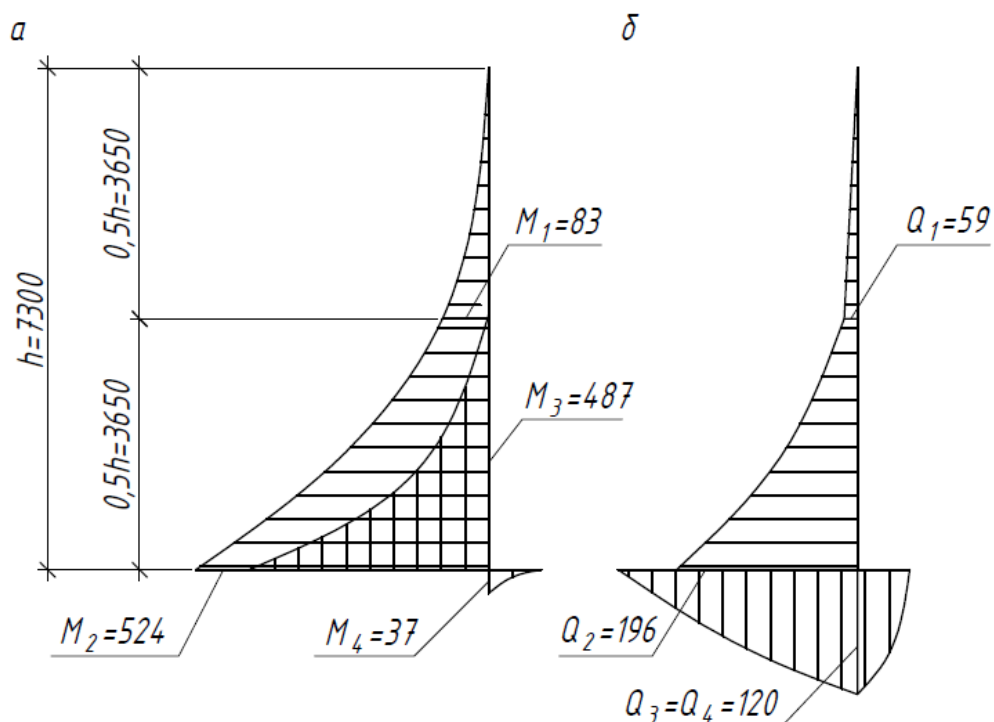 а
б
h=7300
0,5h=3650
0,5h=3650
M₁=83
Q₁=59
M₃=487
M₂=524
M₄=37
Q₂=196
Q₃=Q₄=120